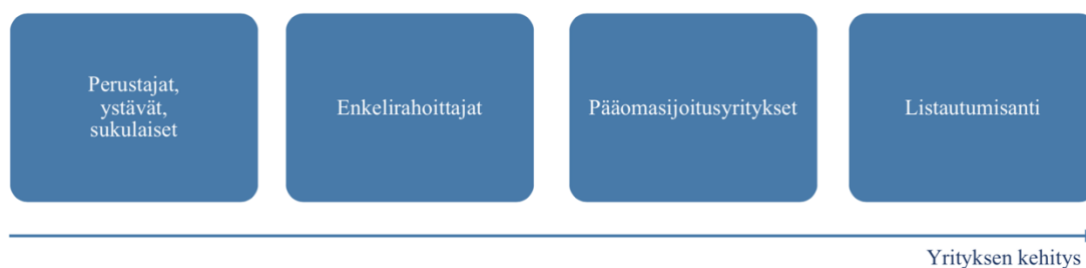 Perustajat,
ystävät,
sukulaiset
Enkelirahoittajat
Pääomasijoitusyritykset
Listautumisanti
Yrityksen kehitys